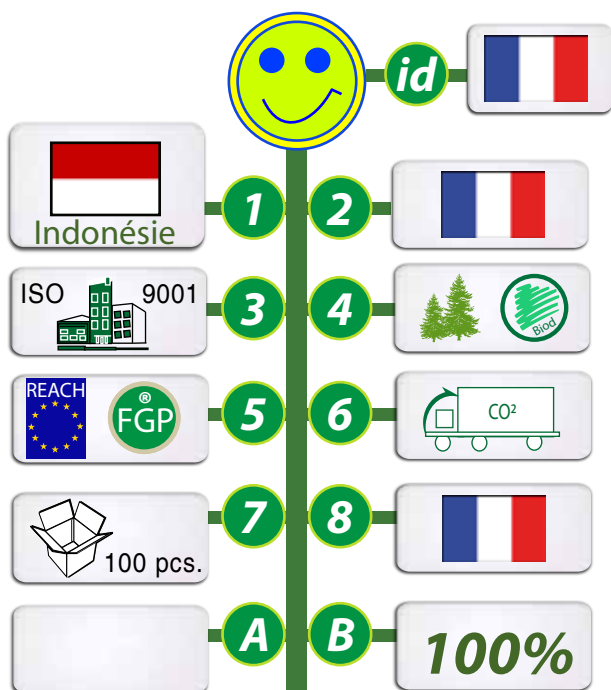 id
1
2
Indonésie
ISO 9001
3
4
Biod
REACH
® FGP
5
6
CO²
7
100 pcs.
8
A
B
100%